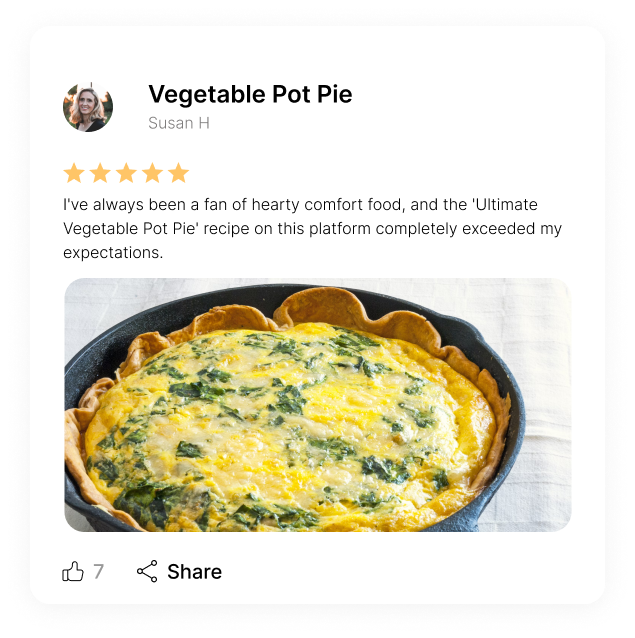 Vegetable Pot Pie
Susan H
I've always been a fan of hearty comfort food, and the 'Ultimate
Vegetable Pot Pie' recipe on this platform completely exceeded my
expectations.
7
Share